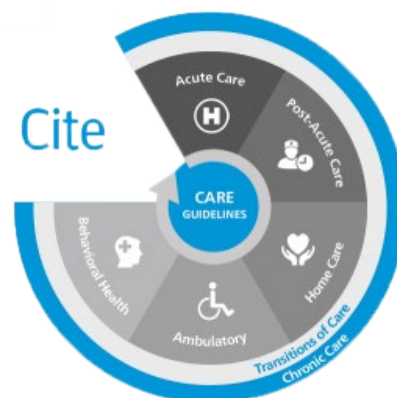 Cite
Acute Care
H
Post-Acute Care
Home Care
Ambulatory
Behavioral Health
CARE
GUIDELINES
Transitions of Care
Chronic Care